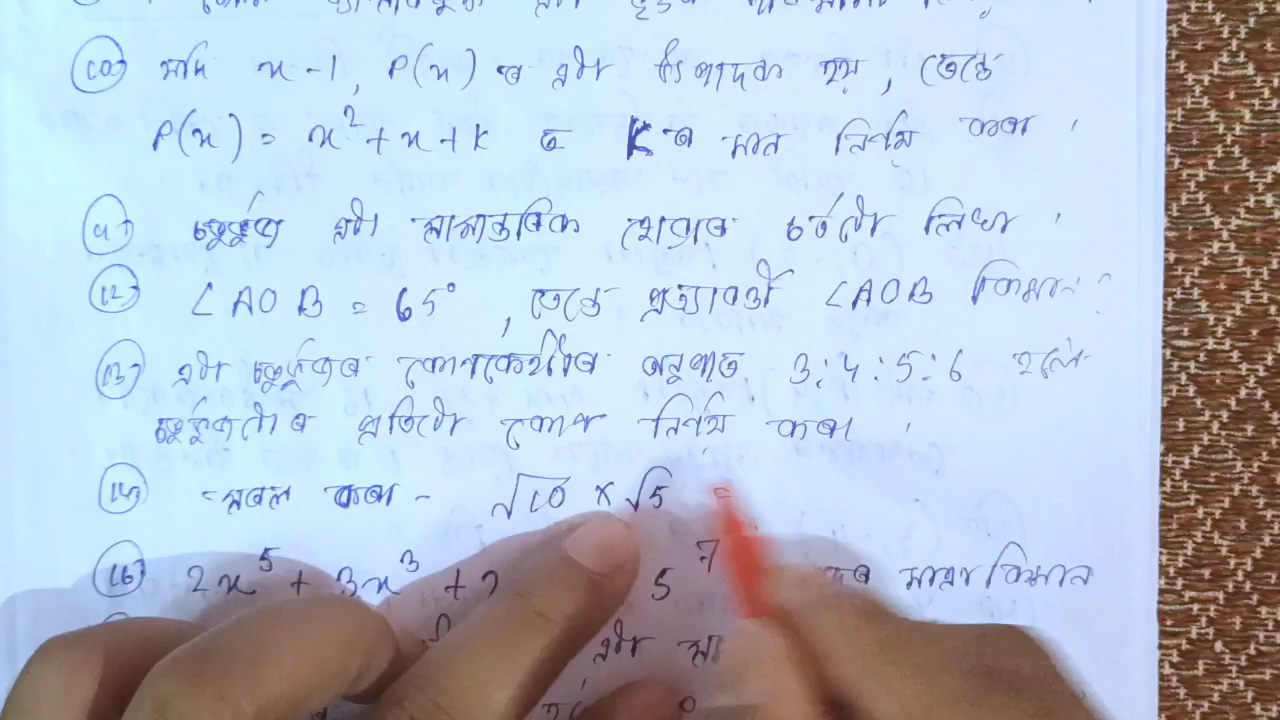 (10) যদি x-1, P(x) ৰ এটা উৎপাদক হয়, তেন্তে
P(x) = x² + x + K ত K ৰ মান নিৰ্ণয় কৰা ।
চতুৰ্ভুজ এটা সামান্তৰিক হোৱাৰ চৰ্তটো লিখা ।
(12) ∠AOB = 65°, তেন্তে প্ৰত্যাবৰ্তী ∠AOB কিমান ?
(13) এটা চতুৰ্ভুজৰ কোণকেইটাৰ অনুপাত 3:4:5:6 হলে
চতুৰ্ভুজটোৰ প্ৰতিটো কোণ নিৰ্ণয় কৰা ।
সৰল কৰা - √10 × √5 =
(16) 2x⁵ + 3x³ + 5 7 মাত্ৰা কিমান
এটা